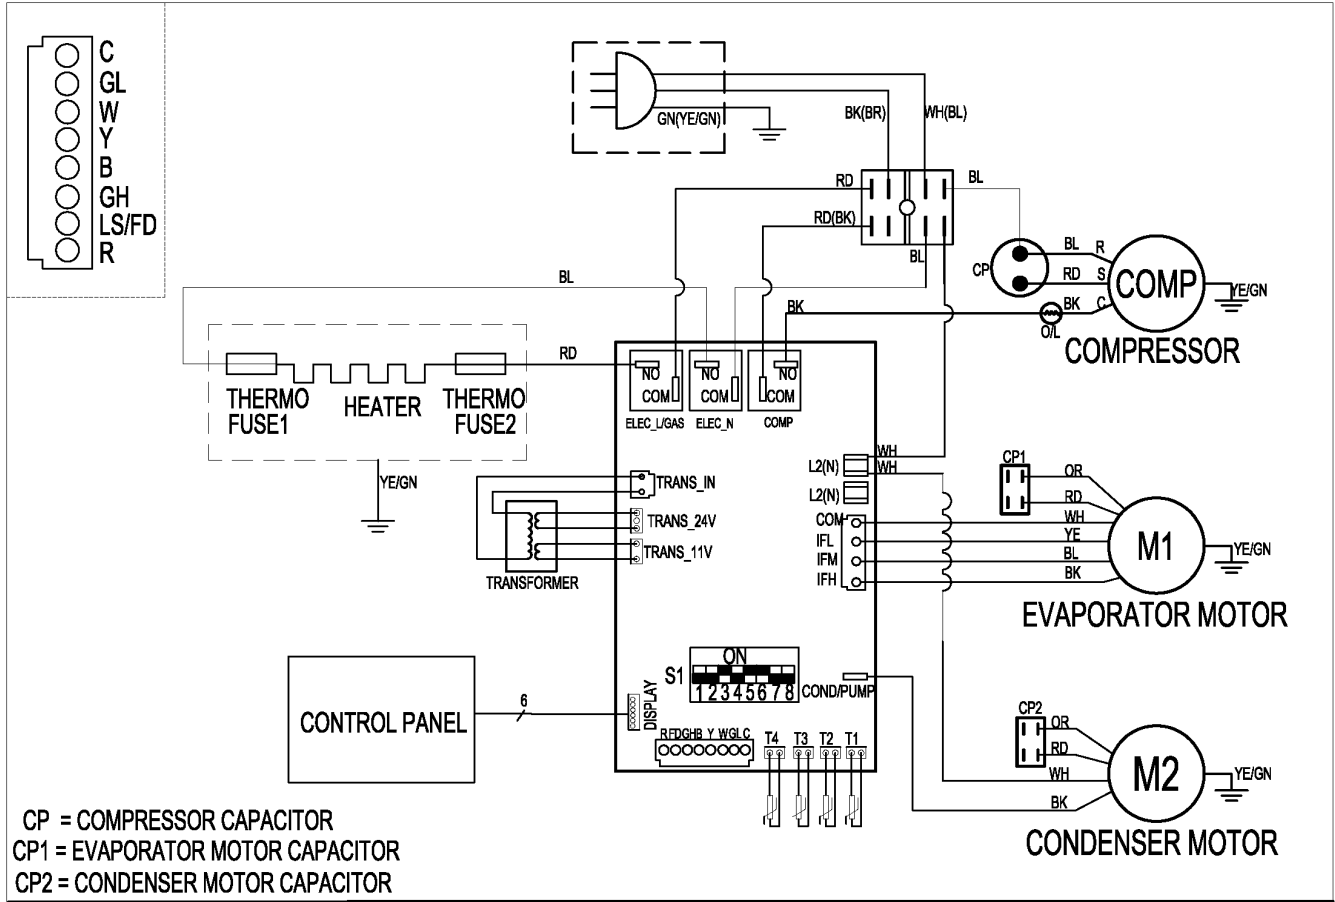 C
GL
W
Y
B
GH
LS/FD
R
GN(YE/GN)
BK(BR)
WH(BL)
RD
BL
RD(BK)
BL
CP
BL R
RD S
BK C
COMP
YE/GN
O/L
COMPRESSOR
BL
BK
RD
THERMO
FUSE1
HEATER
THERMO
FUSE2
YE/GN
NO
COM
ELEC_L/GAS
NO
COM
ELEC_N
NO
COM
COMP
TRANS_IN
TRANS_24V
TRANS_11V
TRANSFORMER
L2(N)
WH
WH
L2(N)
COM
IFL
IFM
IFH
CP1
OR
RD
WH
YE
BL
BK
M1
YE/GN
EVAPORATOR MOTOR
CONTROL PANEL
6
DISPLAY
S1
ON
1 2 3 4 5 6 7 8
COND/PUMP
R FD GH B Y W GL C
T4
T3
T2
T1
CP2
OR
RD
WH
BK
M2
YE/GN
CONDENSER MOTOR
CP = COMPRESSOR CAPACITOR
CP1 = EVAPORATOR MOTOR CAPACITOR
CP2 = CONDENSER MOTOR CAPACITOR